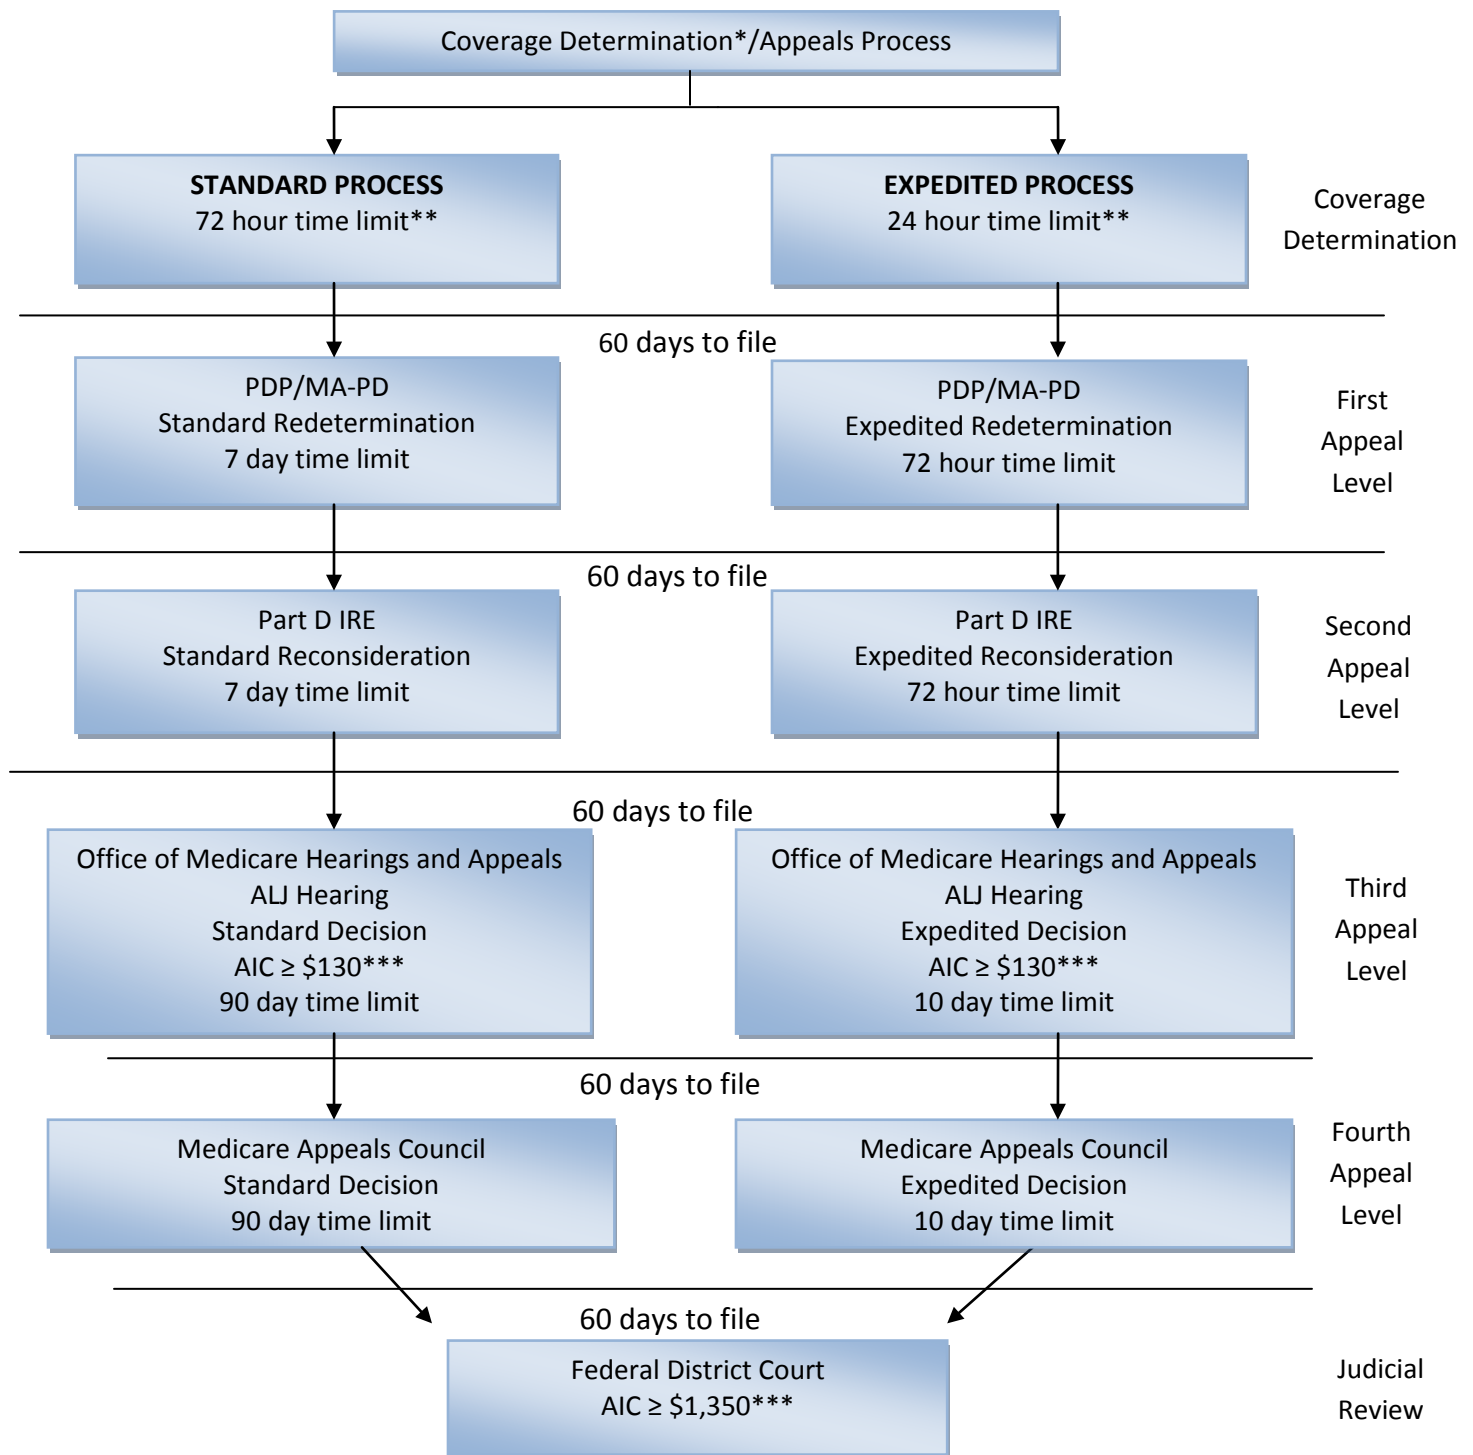 Coverage Determination*/Appeals Process
STANDARD PROCESS
72 hour time limit**
EXPEDITED PROCESS
24 hour time limit**
Coverage
Determination
60 days to file
PDP/MA-PD
Standard Redetermination
7 day time limit
PDP/MA-PD
Expedited Redetermination
72 hour time limit
First
Appeal
Level
60 days to file
Part D IRE
Standard Reconsideration
7 day time limit
Part D IRE
Expedited Reconsideration
72 hour time limit
Second
Appeal
Level
60 days to file
Office of Medicare Hearings and Appeals
ALJ Hearing
Standard Decision
AIC ≥ $130***
90 day time limit
Office of Medicare Hearings and Appeals
ALJ Hearing
Expedited Decision
AIC ≥ $130***
10 day time limit
Third
Appeal
Level
60 days to file
Medicare Appeals Council
Standard Decision
90 day time limit
Medicare Appeals Council
Expedited Decision
10 day time limit
Fourth
Appeal
Level
60 days to file
Federal District Court
AIC ≥ $1,350***
Judicial
Review